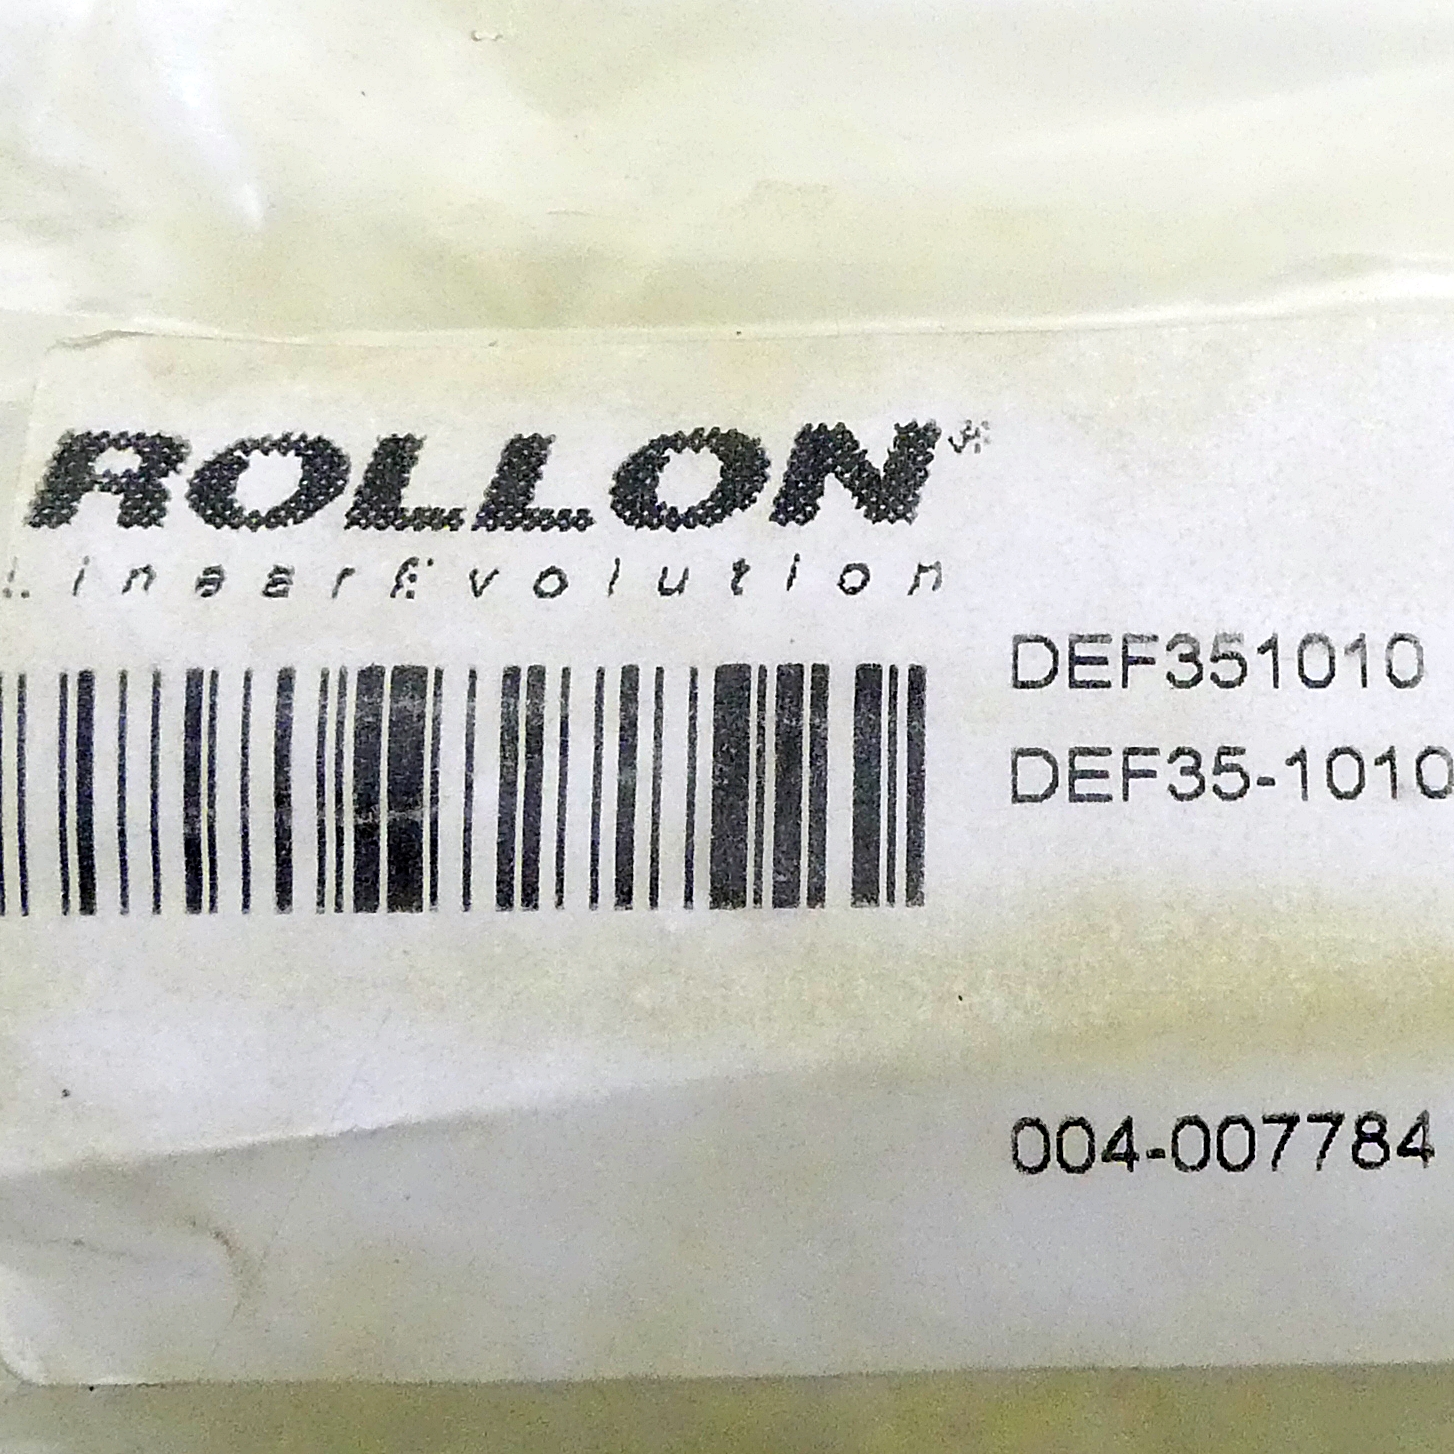 ROLLON®
Linear Evolution
DEF351010
DEF35-1010
004-007784